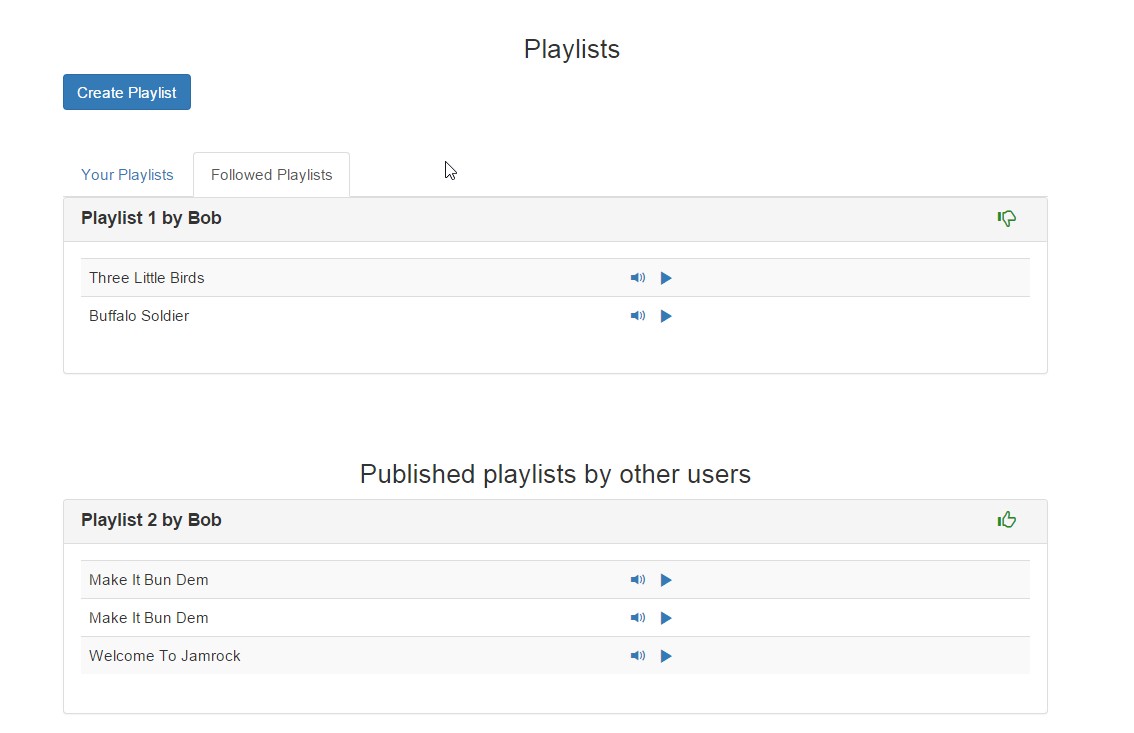 Playlists
Create Playlist
Your Playlists Followed Playlists
Playlist 1 by Bob
Three Little Birds
Buffalo Soldier
Published playlists by other users
Playlist 2 by Bob
Make It Bun Dem
Make It Bun Dem
Welcome To Jamrock